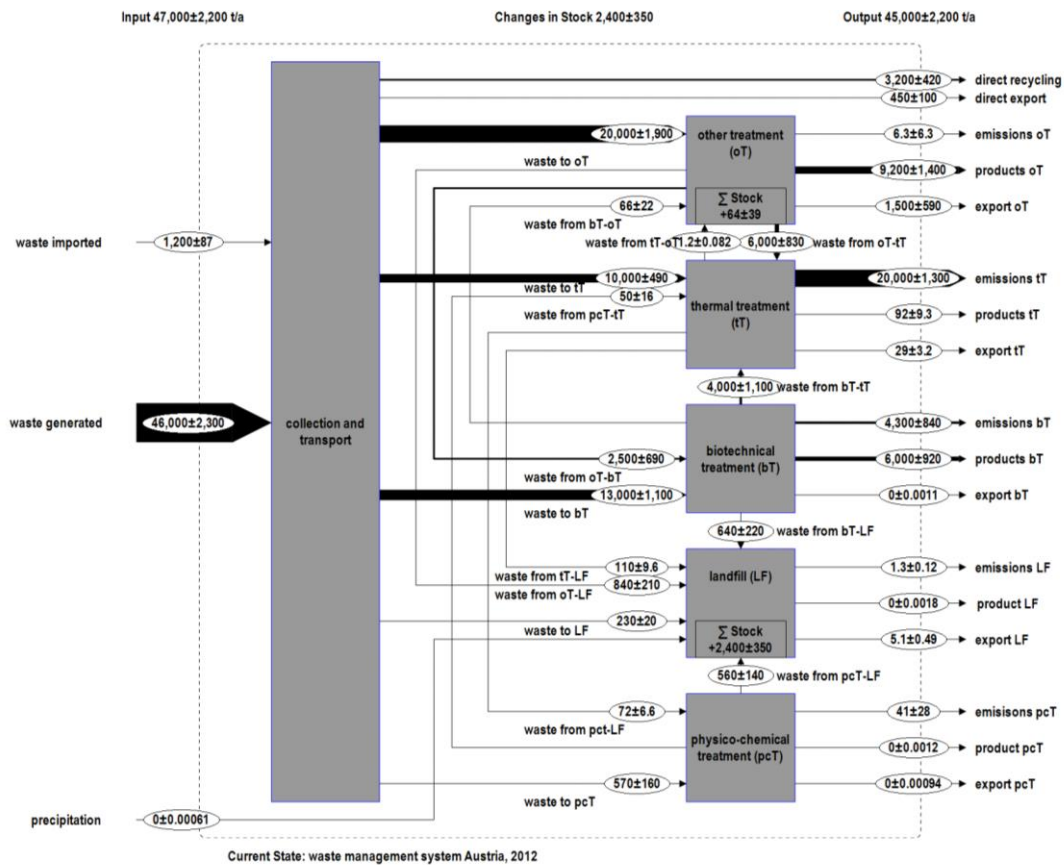 Input 47,000±2,200 t/a
Changes in Stock 2,400±350
Output 45,000±2,200 t/a
3,200±420 direct recycling
450±100 direct export
20,000±1,900
other treatment
(oT)
6.3±6.3 emissions oT
waste to oT
9,200±1,400 products oT
66±22
∑ Stock
+64±39
1,500±590 export oT
waste from bT-oT
waste imported 1,200±87
waste from tT-oT 1.2±0.082 6,000±830 waste from oT-tT
10,000±490
20,000±1,300 emissions tT
waste to tT
50±16
thermal treatment
(tT)
waste from pcT-tT
92±9.3 products tT
29±3.2 export tT
4,000±1,100 waste from bT-tT
waste generated 46,000±2,300
collection and
transport
4,300±840 emissions bT
2,500±690
biotechnical
treatment (bT)
6,000±920 products bT
waste from oT-bT
13,000±1,100
0±0.0011 export bT
waste to bT
640±220 waste from bT-LF
110±9.6
waste from tT-LF
840±210
waste from oT-LF
landfill (LF)
1.3±0.12 emissions LF
0±0.0018 product LF
230±20
waste to LF
∑ Stock
+2,400±350
5.1±0.49 export LF
560±140 waste from pcT-LF
72±6.6
waste from pct-LF
41±28 emisisons pcT
physico-chemical
treatment (pcT)
0±0.0012 product pcT
570±160
waste to pcT
0±0.00094 export pcT
precipitation 0±0.00061
Current State: waste management system Austria, 2012